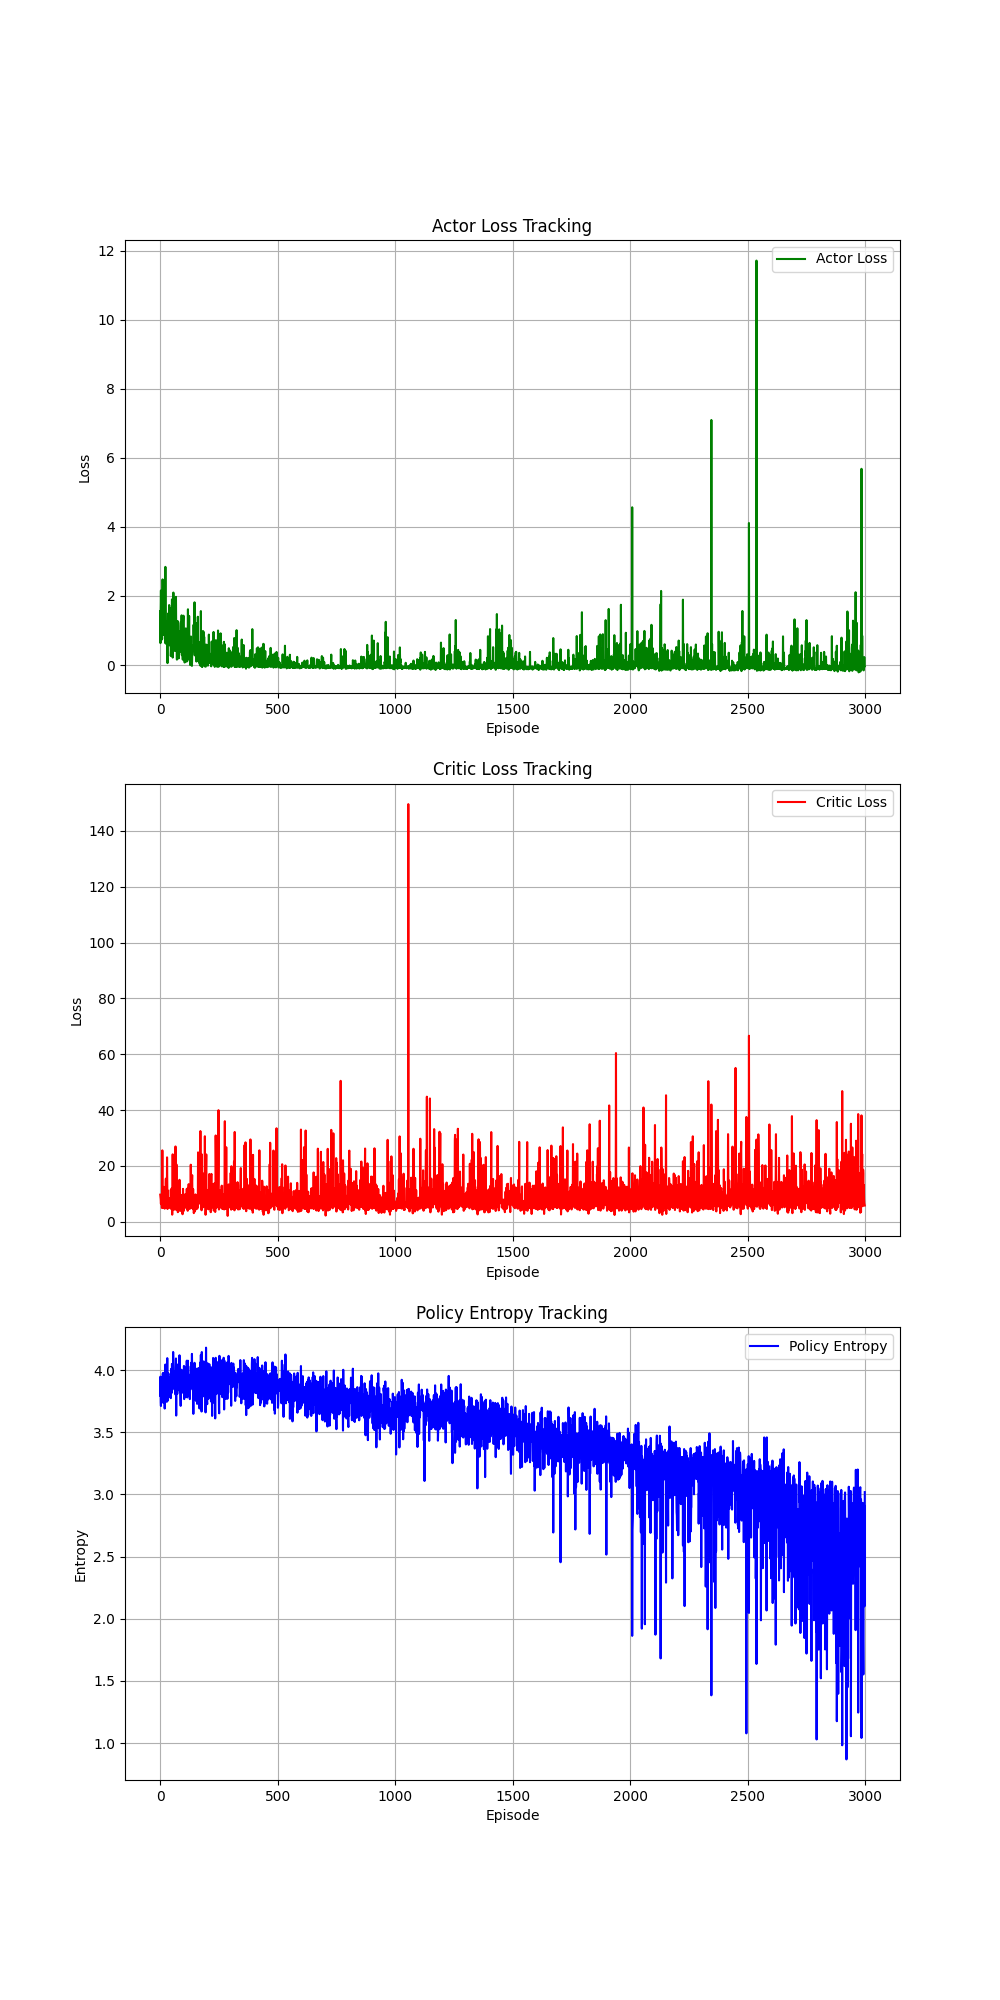 Actor Loss Tracking
12
10
8
6
4
2
0
Loss
Actor Loss
0 500 1000 1500 2000 2500 3000
Episode
Critic Loss Tracking
140
120
100
80
60
40
20
0
Loss
Critic Loss
0 500 1000 1500 2000 2500 3000
Episode
Policy Entropy Tracking
4.0
3.5
3.0
2.5
2.0
1.5
1.0
Entropy
Policy Entropy
0 500 1000 1500 2000 2500 3000
Episode